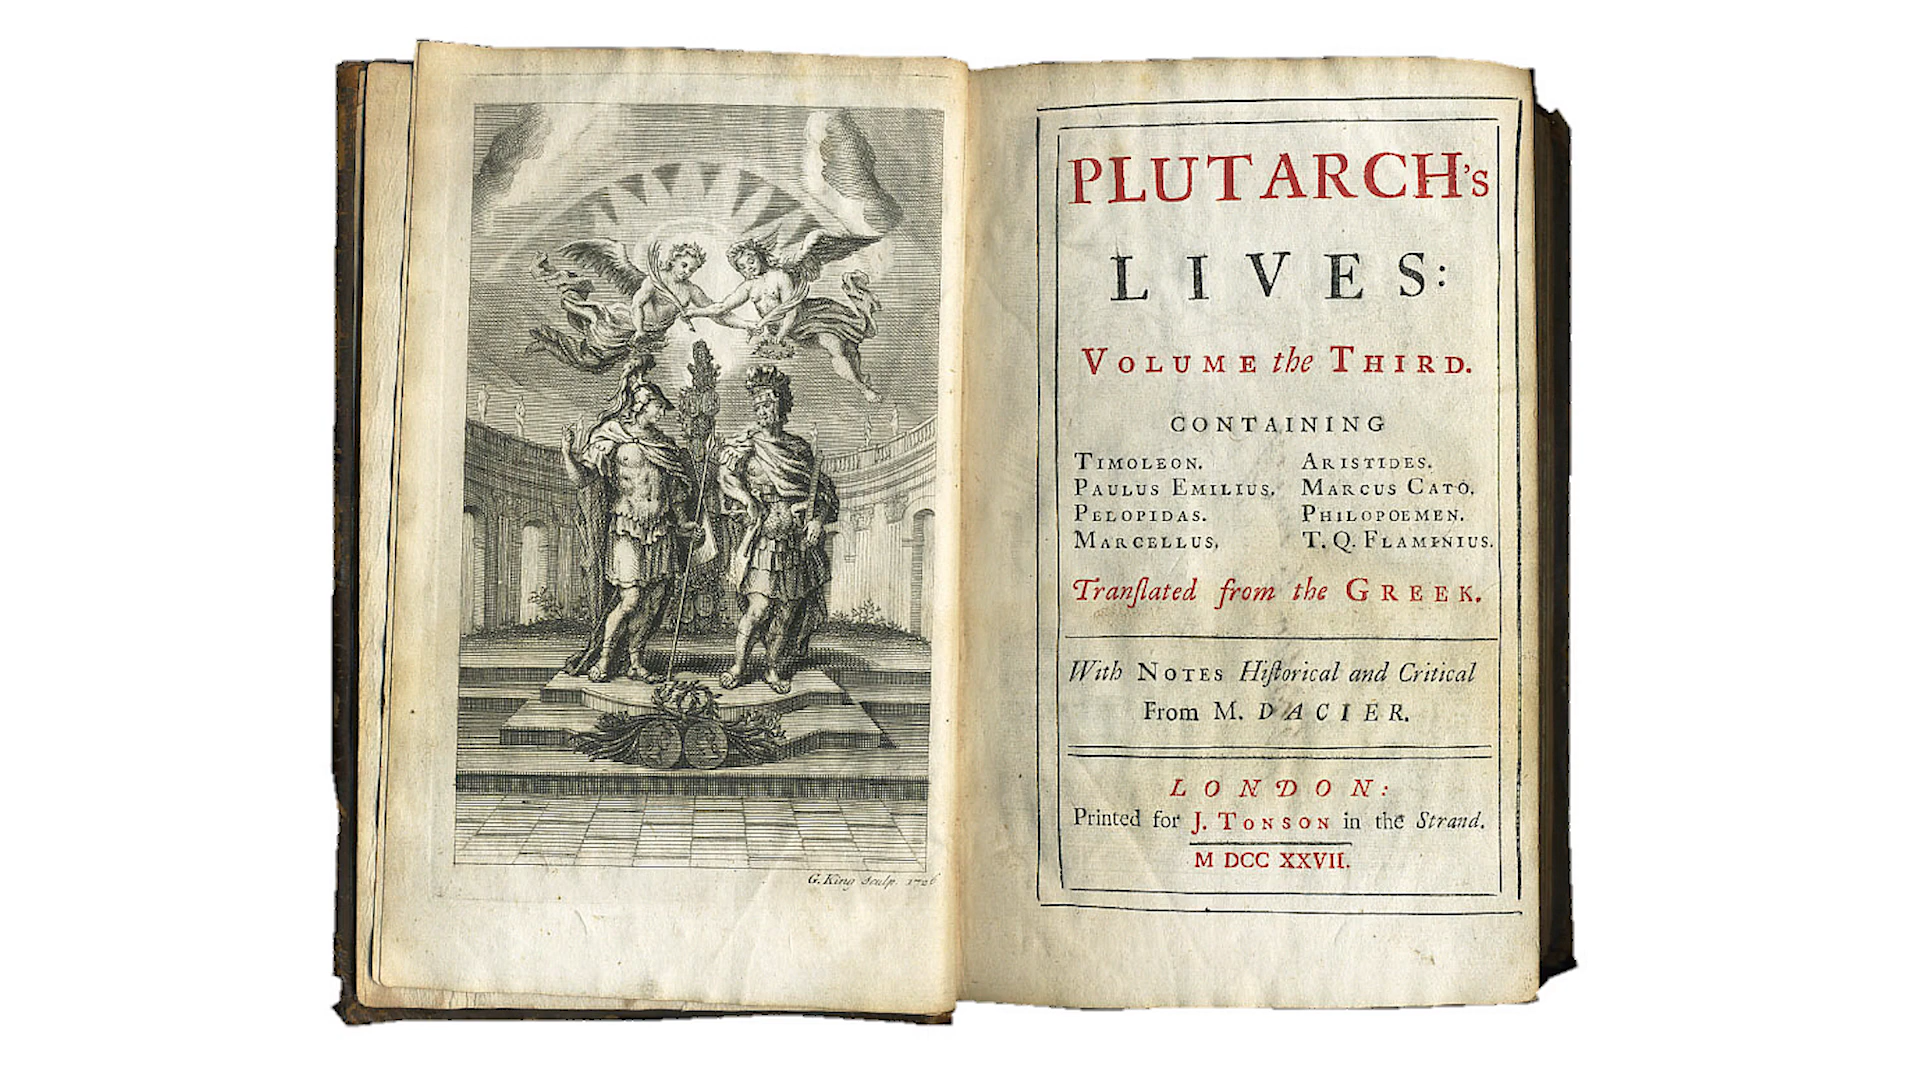 G. King sculp. 1726
PLUTARCH's
LIVES:
VOLUME the THIRD.
CONTAINING
TIMOLEON. ARISTIDES.
PAULUS EMILIUS. MARCUS CATO.
PELOPIDAS. PHILOPOEMEN.
MARCELLUS. T. Q. FLAMINIUS.
Tranſlated from the GREEK.
With NOTES Hiſtorical and Critical
From M. DACIER.
LONDON:
Printed for J. TONSON in the Strand.
M DCC XXVII.